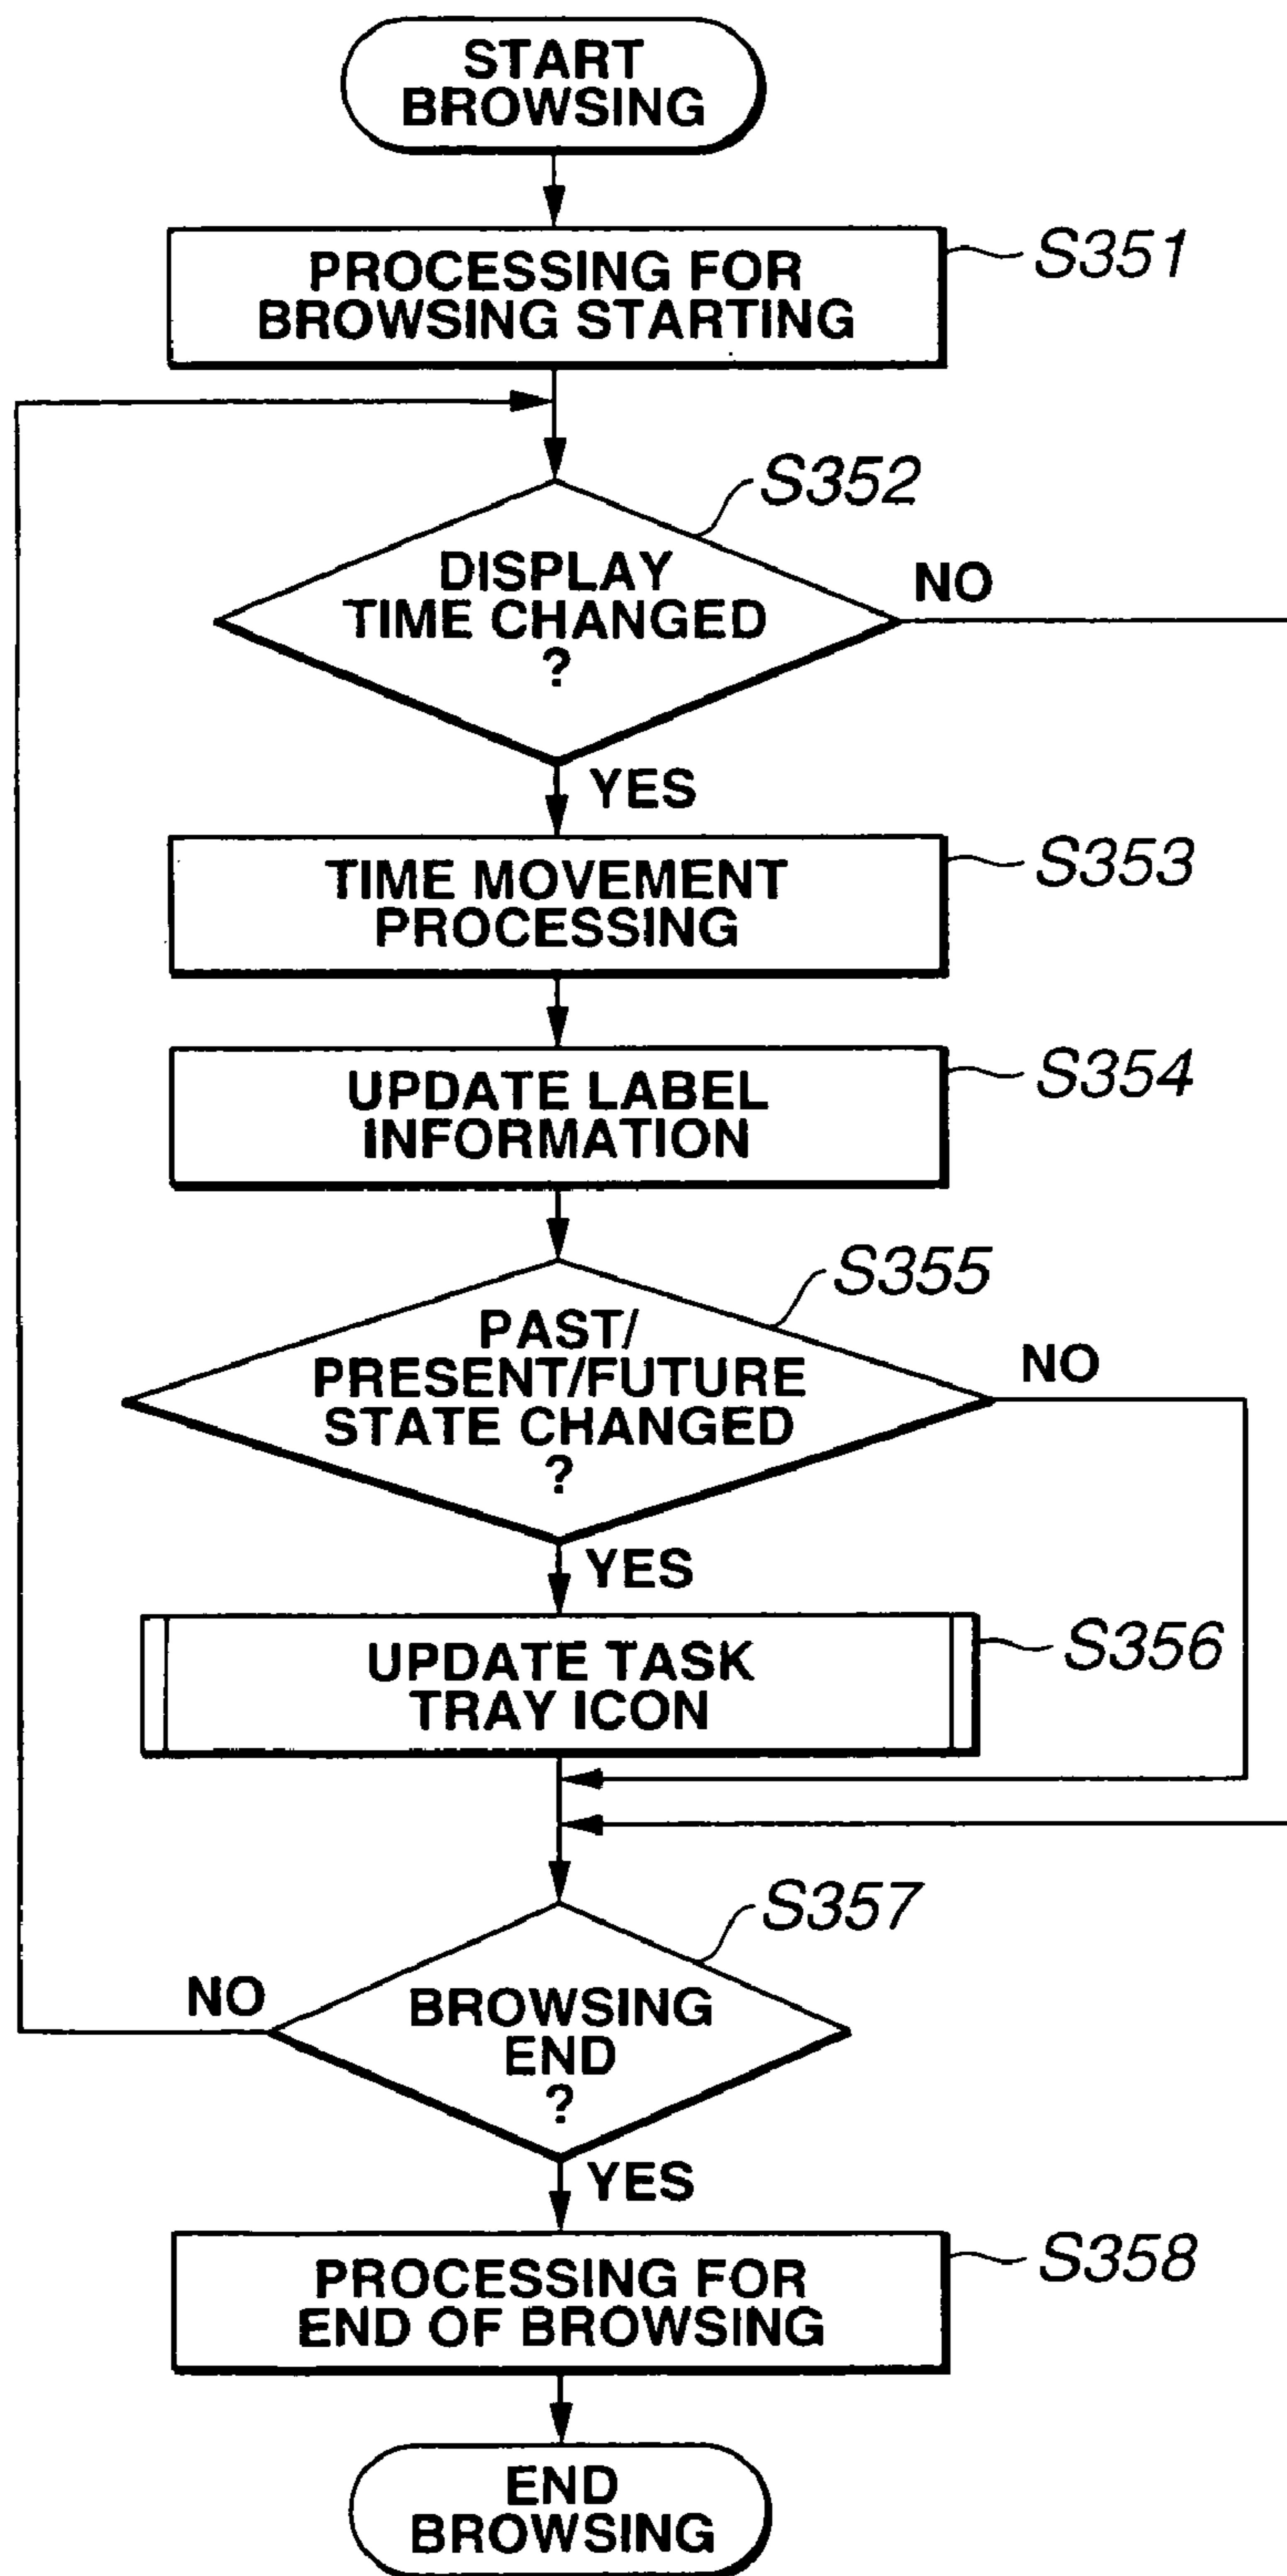 START
BROWSING
PROCESSING FOR
BROWSING STARTING
S351
S352
DISPLAY
TIME CHANGED
?
NO
YES
TIME MOVEMENT
PROCESSING
S353
UPDATE LABEL
INFORMATION
S354
S355
PAST/
PRESENT/FUTURE
STATE CHANGED
?
NO
YES
UPDATE TASK
TRAY ICON
S356
S357
NO
BROWSING
END
?
YES
PROCESSING FOR
END OF BROWSING
S358
END
BROWSING